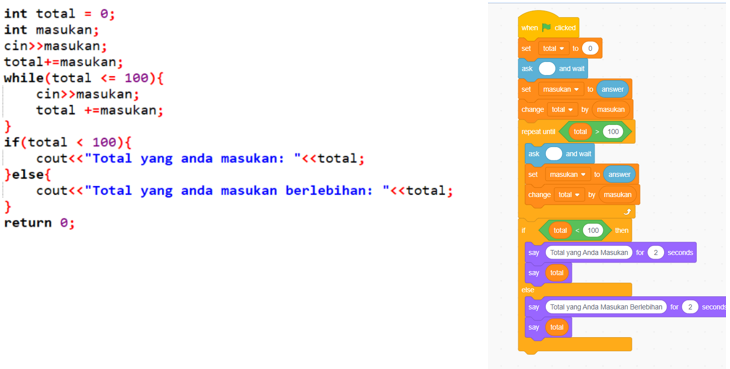 int total = 0;
int masukan;
cin>>masukan;
total+=masukan;
while(total <= 100){
cin>>masukan;
total +=masukan;
}
if(total < 100){
cout<<"Total yang anda masukan: "<<total;
}else{
cout<<"Total yang anda masukan berlebihan: "<<total;
}
return 0;
when clicked
set total to 0
ask and wait
set masukan to answer
change total by masukan
repeat until total > 100
ask and wait
set masukan to answer
change total by masukan
if total < 100 then
say Total yang Anda Masukan for 2 seconds
say total
else
say Total yang Anda Masukan Berlebihan for 2 seconds
say total